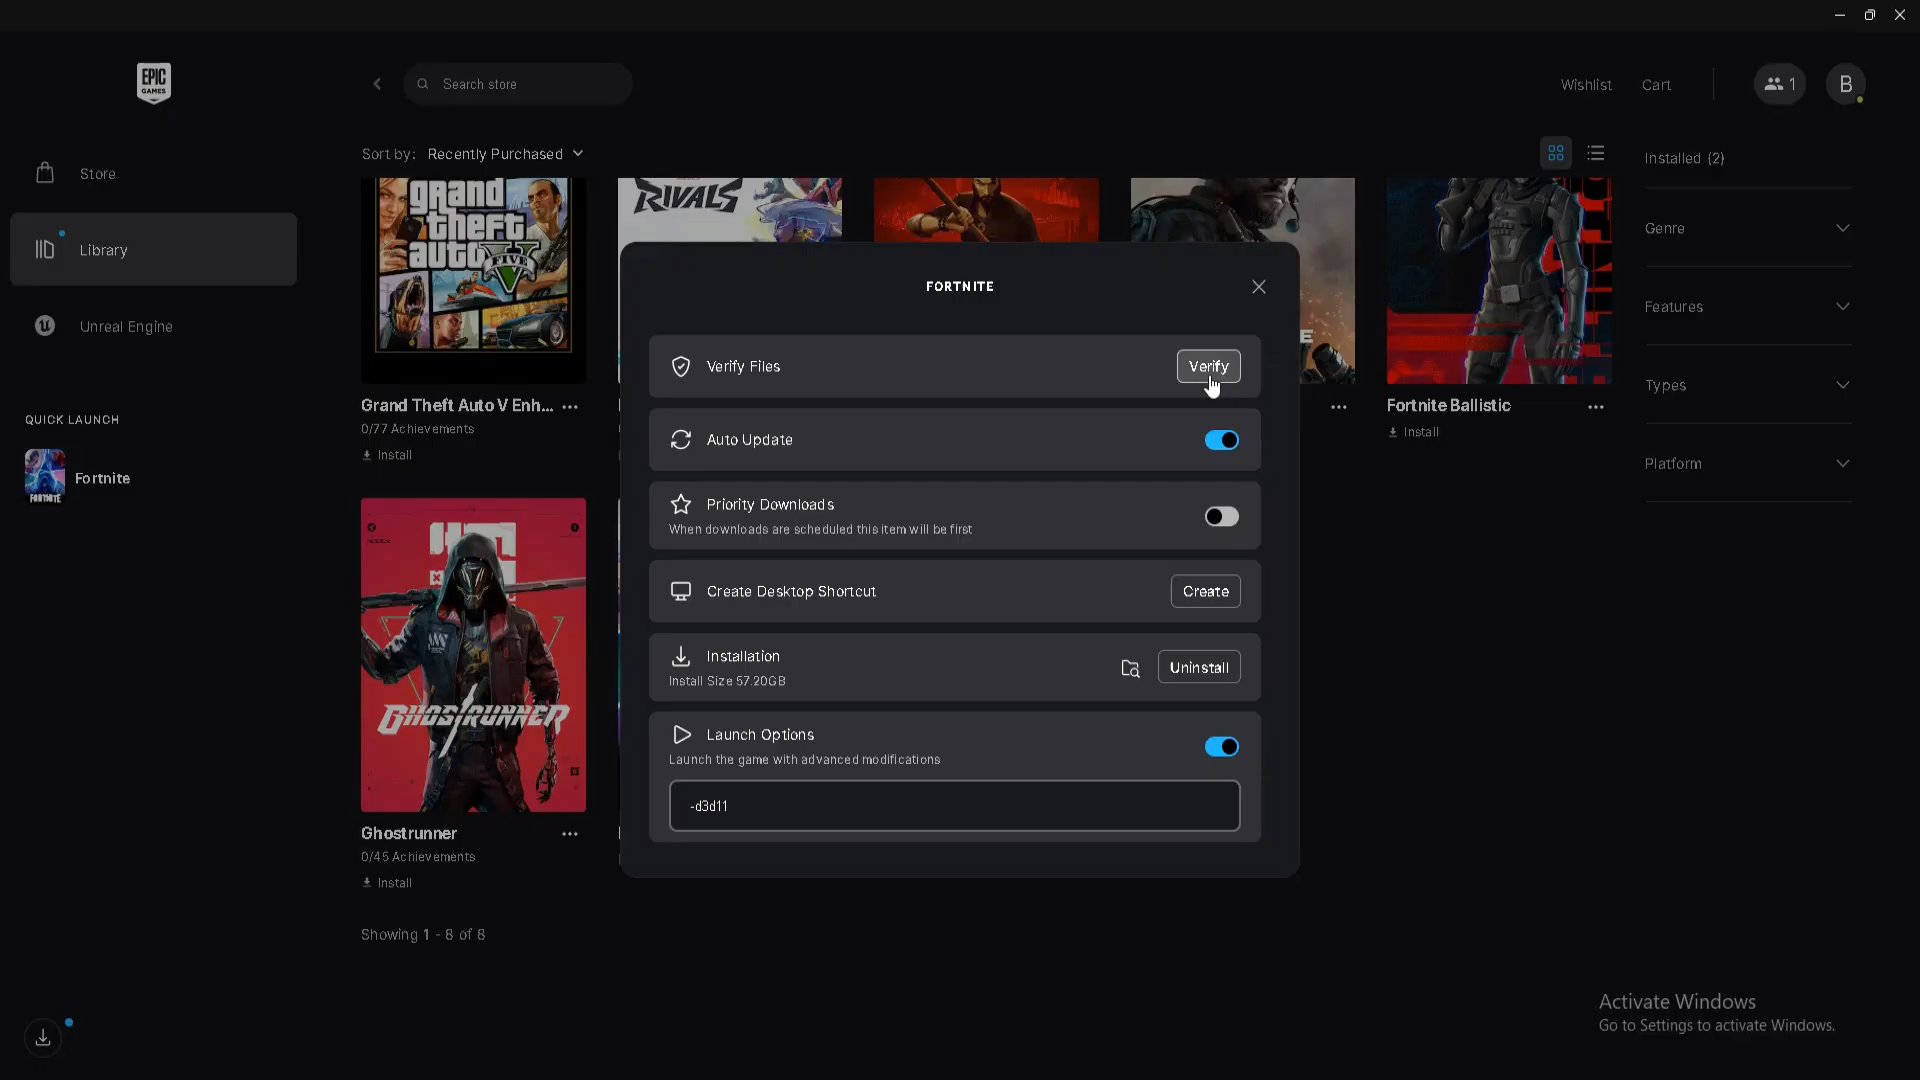 EPIC
GAMES
Search store
Wishlist
Cart
1
B
Store
Library
Unreal Engine
QUICK LAUNCH
Fortnite
FORTNITE
Sort by: Recently Purchased
Installed (2)
Genre
Features
Types
Platform
grand
theft
auto
V
FIVE
RIVALS
E
Grand Theft Auto V Enh...
0/77 Achievements
Install
Fortnite Ballistic
Install
FORTNITE
Verify Files
Verify
Auto Update
Priority Downloads
When downloads are scheduled this item will be first
Create Desktop Shortcut
Create
Installation
Install Size 57.20GB
Uninstall
Launch Options
Launch the game with advanced modifications
-d3d11
GHOSTRUNNER
Ghostrunner
0/45 Achievements
Install
Showing 1 - 8 of 8
Activate Windows
Go to Settings to activate Windows.